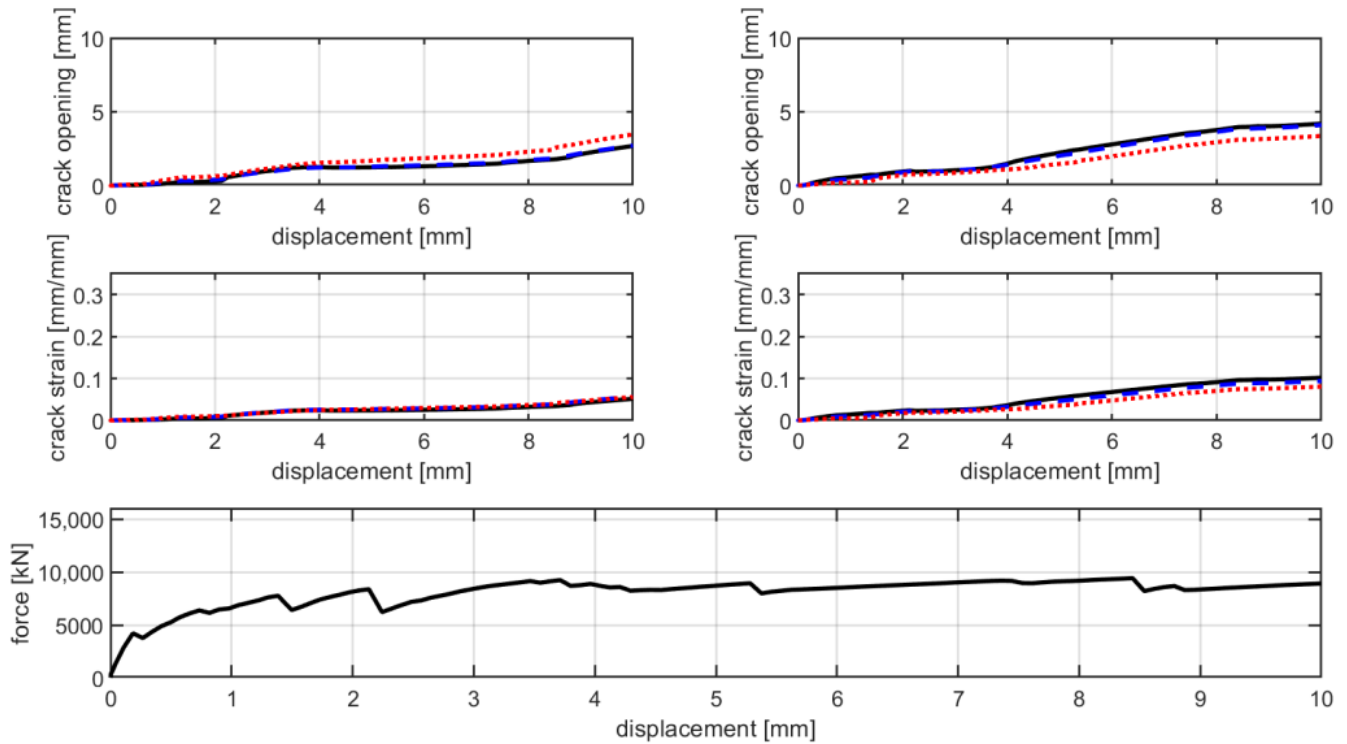 crack opening [mm]
10
5
0
0 2 4 6 8 10
displacement [mm]
crack opening [mm]
10
5
0
0 2 4 6 8 10
displacement [mm]
crack strain [mm/mm]
0.3
0.2
0.1
0
0 2 4 6 8 10
displacement [mm]
crack strain [mm/mm]
0.3
0.2
0.1
0
0 2 4 6 8 10
displacement [mm]
force [kN]
15,000
10,000
5000
0
0 1 2 3 4 5 6 7 8 9 10
displacement [mm]